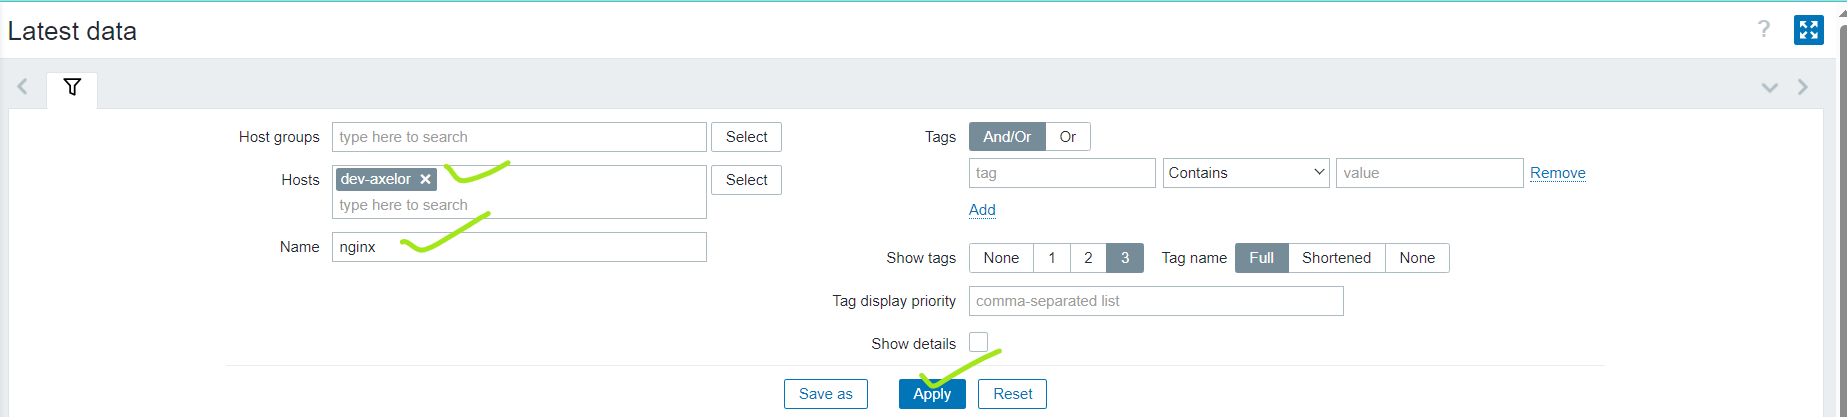 Latest data
?
Host groups
type here to search
Select
Hosts
dev-axelor ×
type here to search
Select
Name
nginx
Tags
And/Or Or
tag
Contains
value
Remove
Add
Show tags
None 1 2 3
Tag name
Full Shortened None
Tag display priority
comma-separated list
Show details
Save as
Apply
Reset